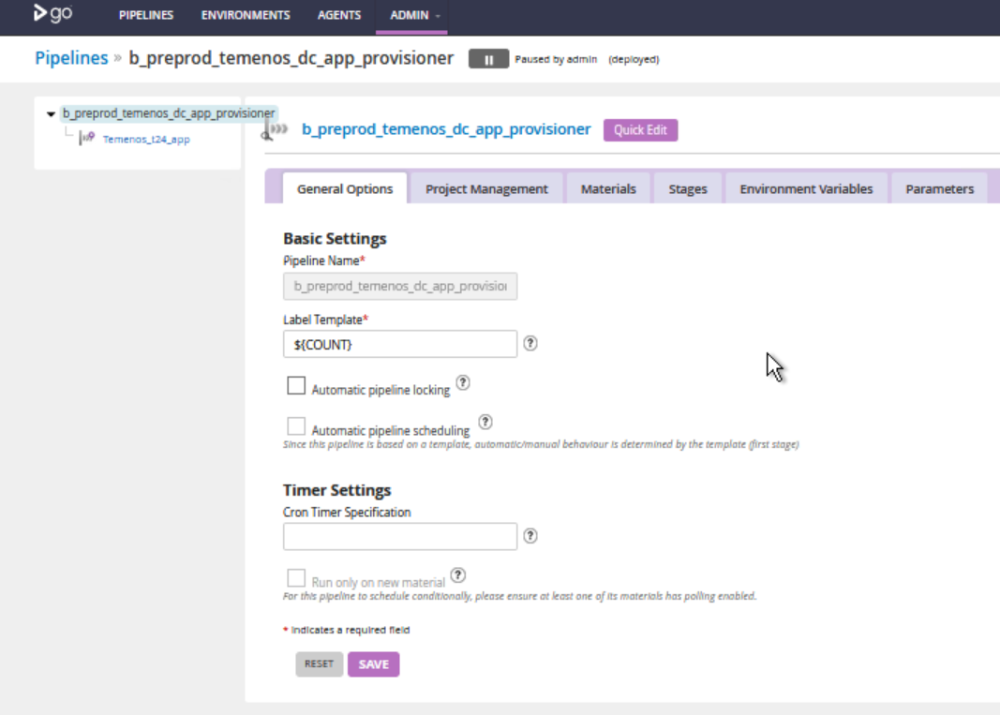 go PIPELINES ENVIRONMENTS AGENTS ADMIN
Pipelines » b_preprod_temenos_dc_app_provisioner Paused by admin (deployed)
b_preprod_temenos_dc_app_provisioner
Temenos_t24_app
b_preprod_temenos_dc_app_provisioner Quick Edit
General Options Project Management Materials Stages Environment Variables Parameters
Basic Settings
Pipeline Name*
b_preprod_temenos_dc_app_provisio
Label Template*
${COUNT} ?
Automatic pipeline locking ?
Automatic pipeline scheduling ?
Since this pipeline is based on a template, automatic/manual behaviour is determined by the template (first stage)
Timer Settings
Cron Timer Specification
?
Run only on new material ?
For this pipeline to schedule conditionally, please ensure at least one of its materials has polling enabled.
* indicates a required field
RESET SAVE